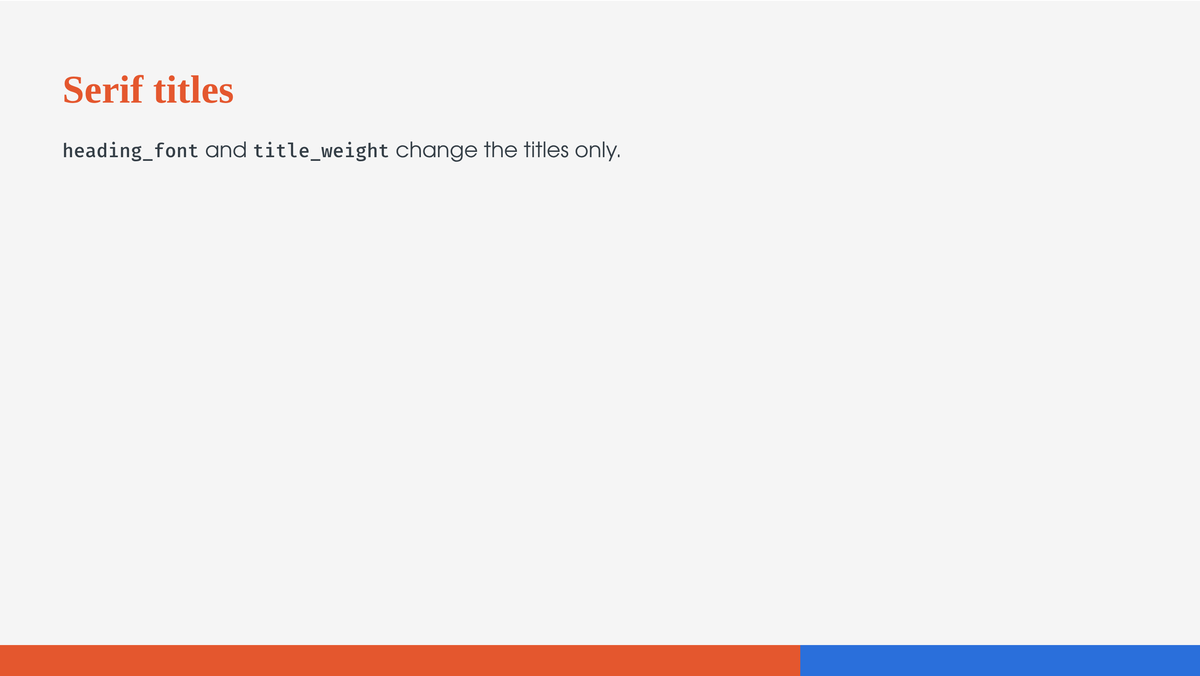 Serif titles
heading_font and title_weight change the titles only.